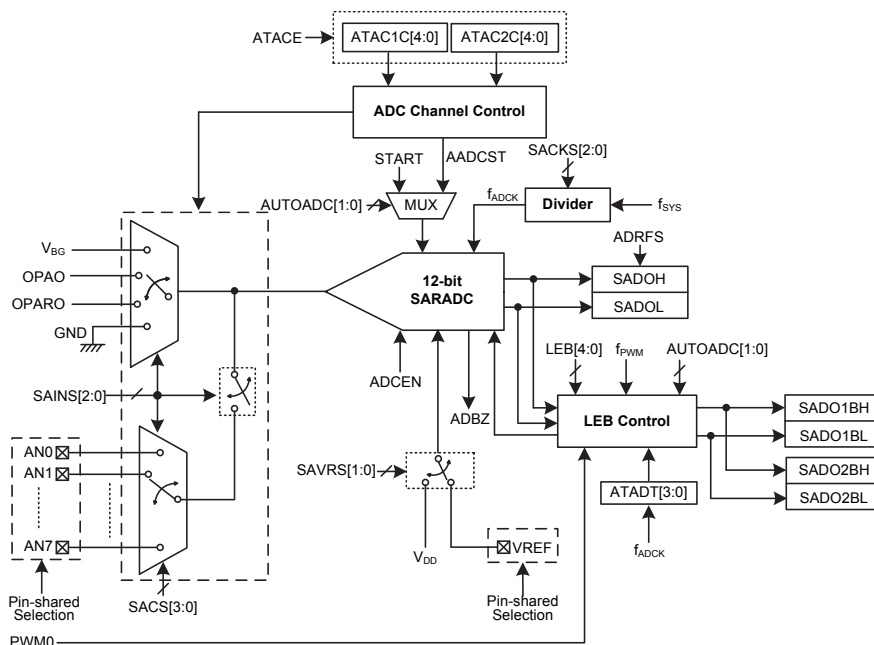 ATACE
ATAC1C[4:0]
ATAC2C[4:0]
ADC Channel Control
START
AADCST
SACKS[2:0]
AUTOADC[1:0]
MUX
fADCK
Divider
fSYS
ADRFS
VBG
OPAO
OPARO
GND
12-bit
SARADC
SADOH
SADOL
SAINS[2:0]
ADCEN
ADBZ
LEB[4:0]
fPWM
AUTOADC[1:0]
LEB Control
SADO1BH
SADO1BL
SADO2BH
SADO2BL
AN0
AN1
AN7
SAVRS[1:0]
ATADT[3:0]
VDD
VREF
fADCK
Pin-shared
Selection
SACS[3:0]
Pin-shared
Selection
PWM0